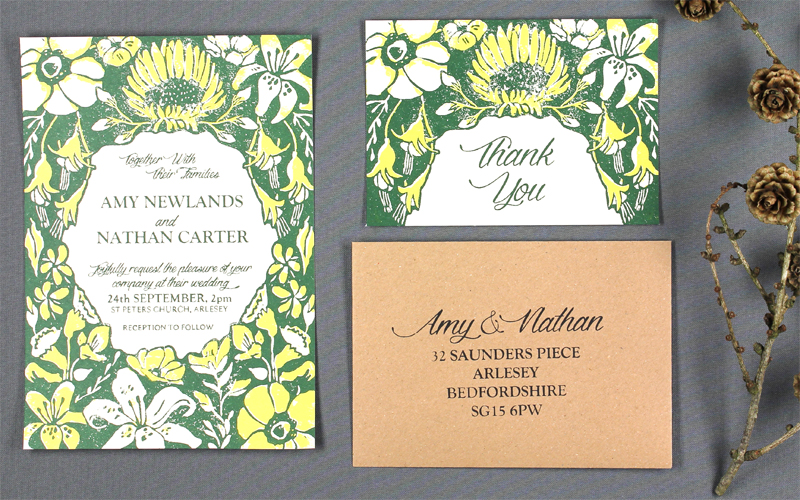 Together With
their Families
AMY NEWLANDS
and
NATHAN CARTER
Joyfully request the pleasure of your
company at their wedding
24th SEPTEMBER, 2pm
ST PETERS CHURCH, ARLESEY
RECEPTION TO FOLLOW
Thank
You
Amy & Nathan
32 SAUNDERS PIECE
ARLESEY
BEDFORDSHIRE
SG15 6PW